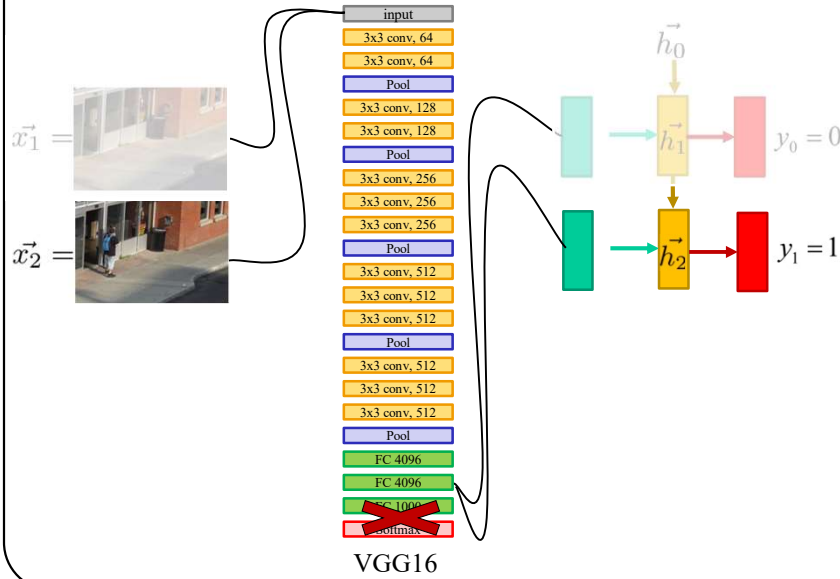 input
3x3 conv, 64
3x3 conv, 64
Pool
3x3 conv, 128
3x3 conv, 128
Pool
3x3 conv, 256
3x3 conv, 256
3x3 conv, 256
Pool
3x3 conv, 512
3x3 conv, 512
3x3 conv, 512
Pool
3x3 conv, 512
3x3 conv, 512
3x3 conv, 512
Pool
FC 4096
FC 4096
FC 1000
Softmax
VGG16
x⃗₁ =
x⃗₂ =
h⃗₀
h⃗₁
y₀ = 0
h⃗₂
y₁ = 1